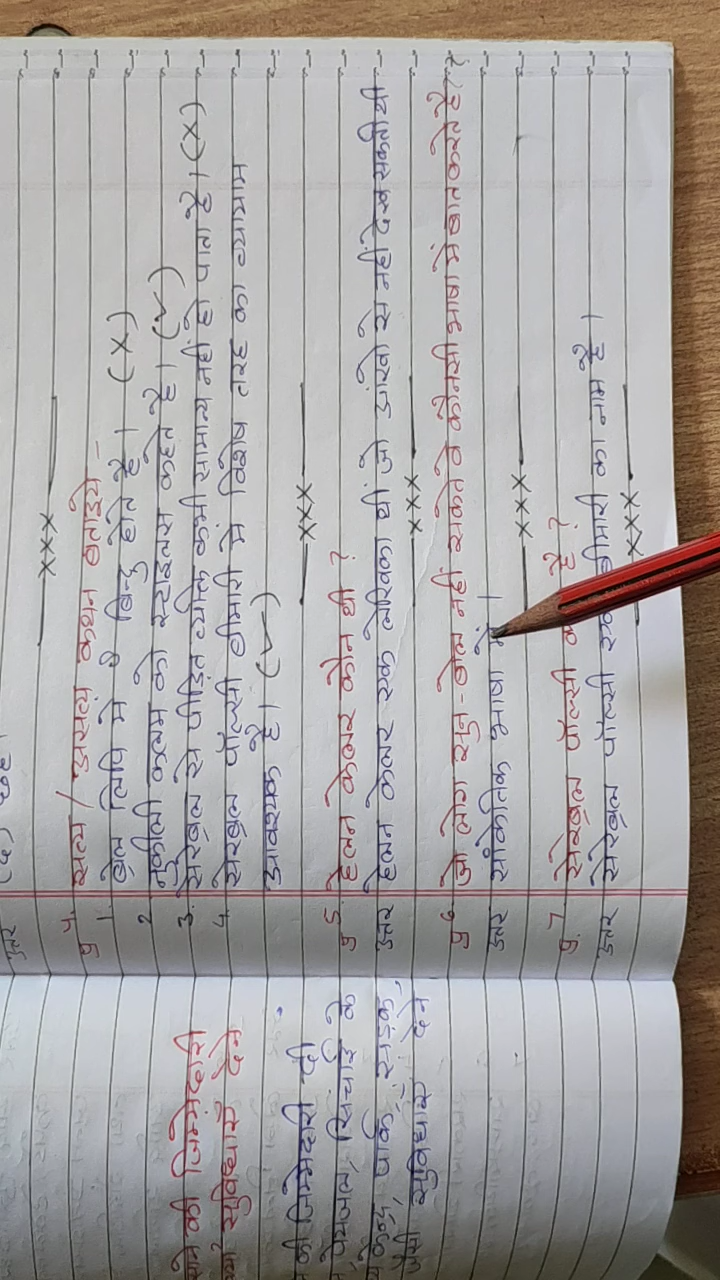 उत्तर
प्र 4. सत्य / असत्य कथन बताइये -
1. ब्रेल लिपि मे 8 बिन्दु होते है। (×)
2 नुकीली कलम को स्टाइलस कहते है। (✓)
3. सेरेब्रल से पीड़ित व्यक्ति कभी सामान्य नहीं हो पाता है। (×)
4. सेरेब्रल पॉल्सी बीमारी में विशेष तरह का व्यायाम
आवश्यक है। (✓)
×××
प्र 5. हेलन केलर कौन थी ?
उत्तर हेलन केलर एक लेखिका थीं जो आंखो से नहीं देख सकती थी
×××
प्र 6. जो लोग सुन-बोल नहीं सकते वे कौनसी भाषा में बात करते है ?
उत्तर सांकेतिक भाषा में।
×××
प्र. 7 सेरेब्रल पॉल्सी है ?
उत्तर सेरेब्रल पॉल्सी एक बीमारी का नाम है।
×××
की जिम्मेदारी
सुविधाएँ देने
की जिम्मेदारी दी
पेयजल, सिंचाई के
केन्द्र, पार्क, सड़क
जैसी सुविधाएं देने